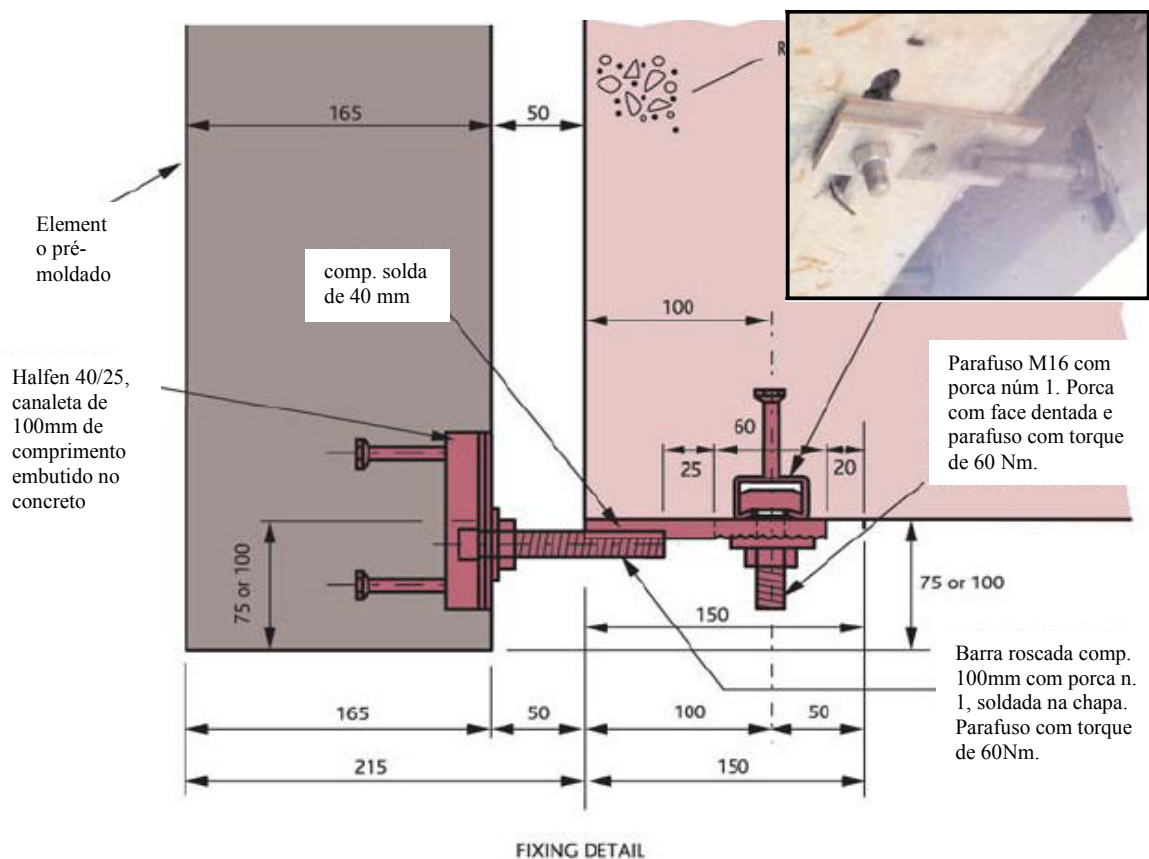 165
50
R
Element
o pré-
moldado
comp. solda
de 40 mm
100
Halfen 40/25,
canaleta de
100mm de
comprimento
embutido no
concreto
Parafuso M16 com
porca núm 1. Porca
com face dentada e
parafuso com torque
de 60 Nm.
60
25
20
75 or 100
75 or 100
150
Barra roscada comp.
100mm com porca n.
1, soldada na chapa.
Parafuso com torque
de 60Nm.
165
50
100
50
215
150
FIXING DETAIL